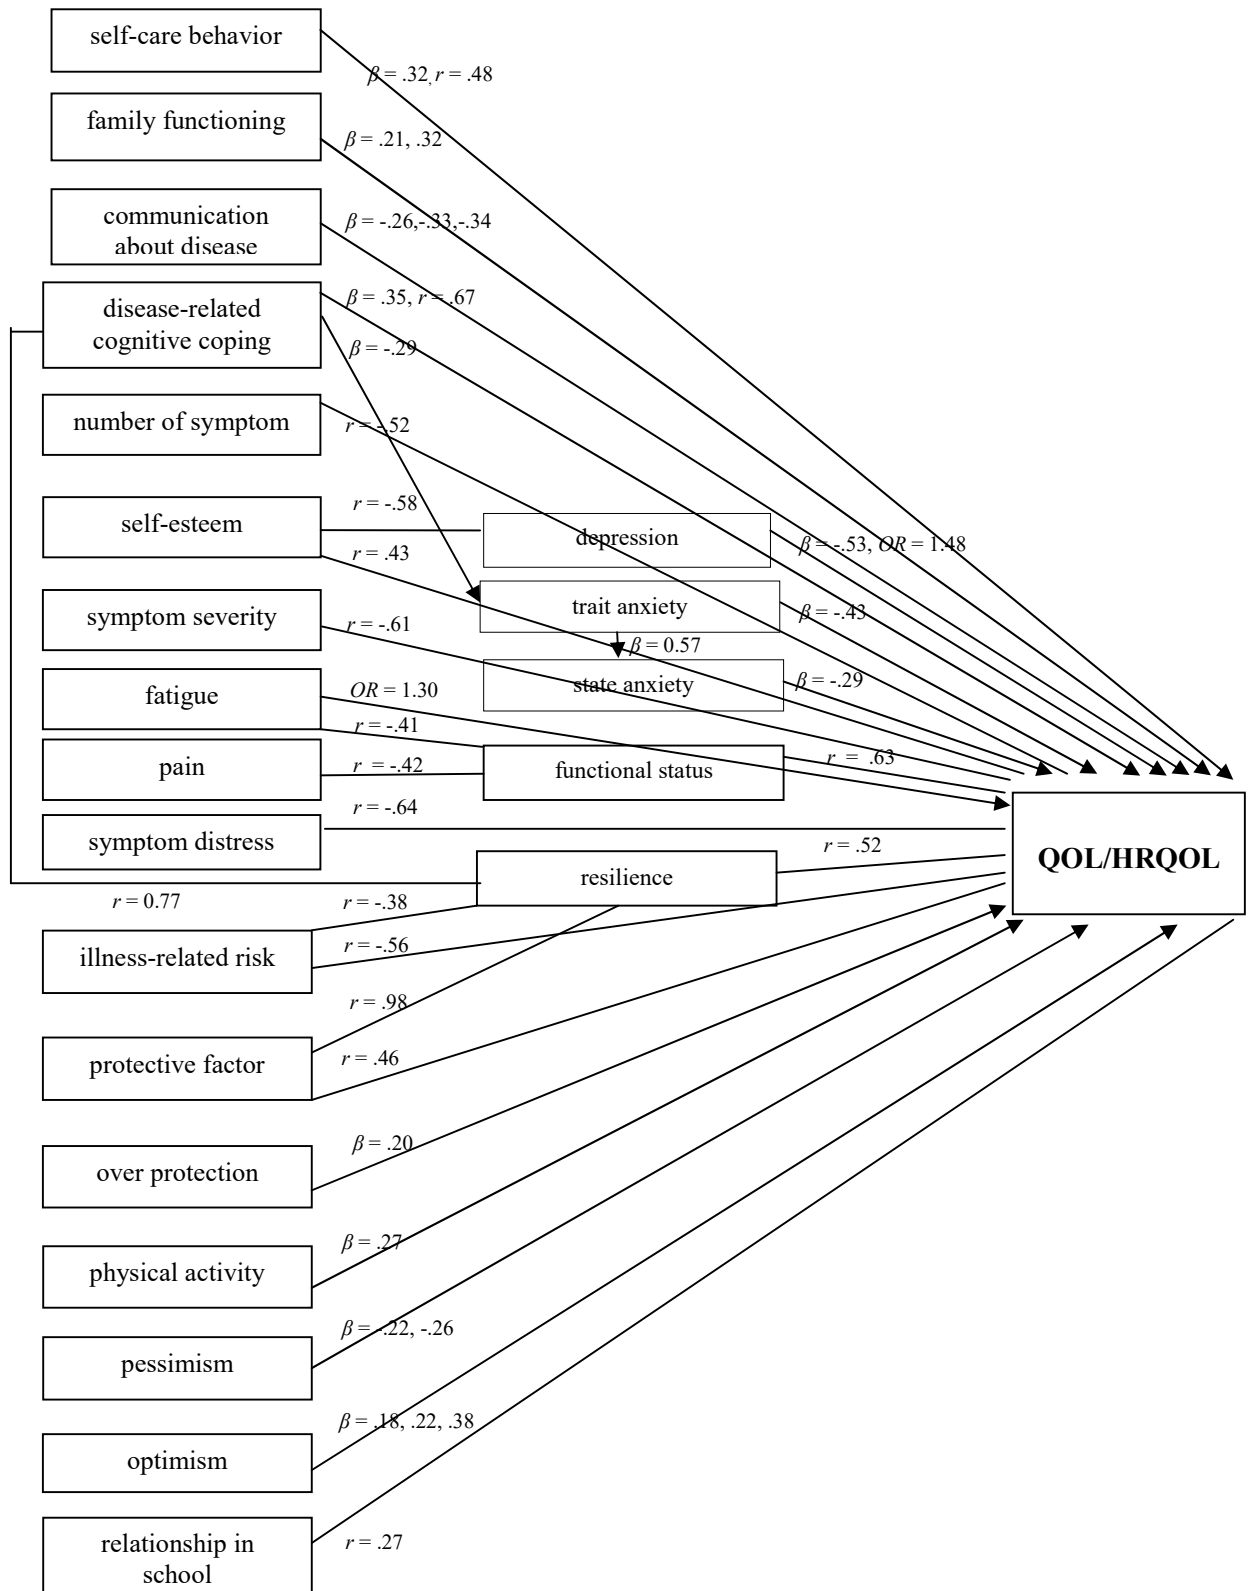 self-care behavior
β = .32, r = .48
family functioning
β = .21, .32
communication
about disease
β = -.26,-.33,-.34
disease-related
cognitive coping
β = .35, r = .67
β = -.29
number of symptom
r = -.52
self-esteem
r = -.58
depression
β = -.53, OR = 1.48
r = .43
trait anxiety
β = -.43
symptom severity
r = -.61
β = 0.57
state anxiety
β = -.29
fatigue
OR = 1.30
r = -.41
pain
r = -.42
functional status
r = .63
r = -.64
symptom distress
r = .52
QOL/HRQOL
resilience
r = 0.77
r = -.38
illness-related risk
r = -.56
r = .98
protective factor
r = .46
β = .20
over protection
β = .27
physical activity
β = -.22, -.26
pessimism
β = .18, .22, .38
optimism
relationship in
school
r = .27